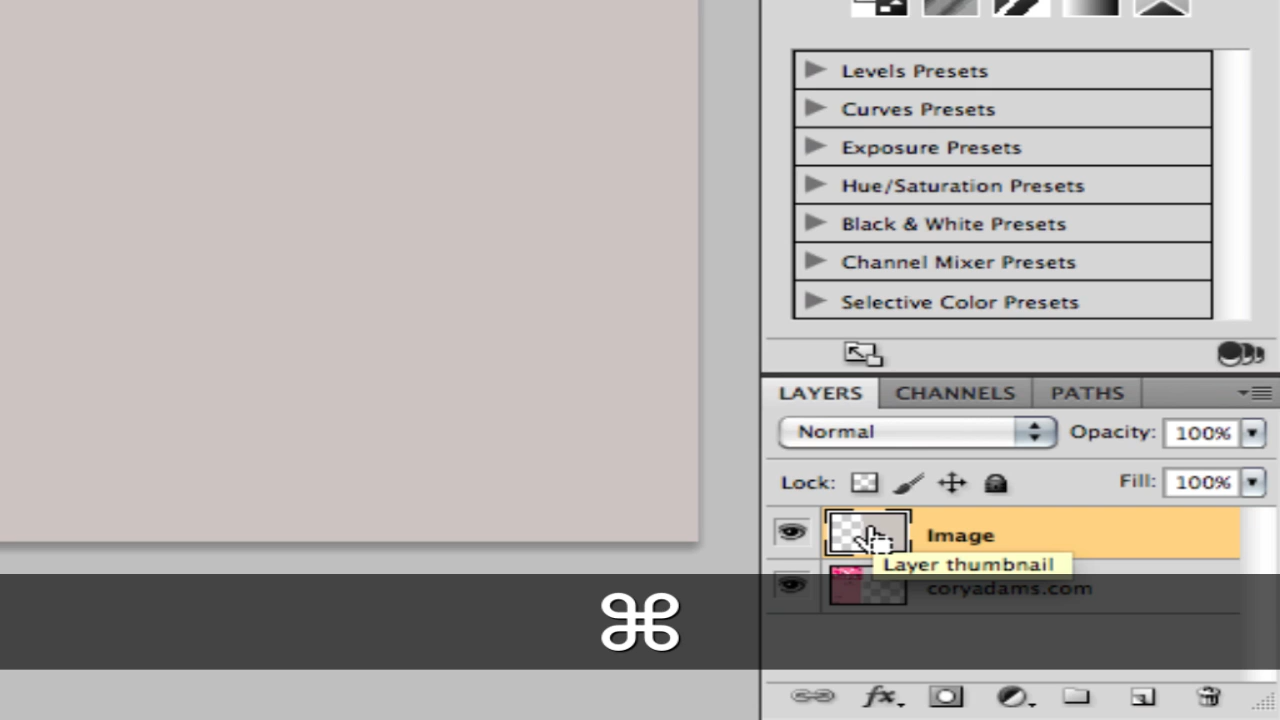 Levels Presets
Curves Presets
Exposure Presets
Hue/Saturation Presets
Black & White Presets
Channel Mixer Presets
Selective Color Presets
LAYERS CHANNELS PATHS
Normal Opacity: 100%
Lock: Fill: 100%
Image
Layer thumbnail
coryadams.com
⌘
fx